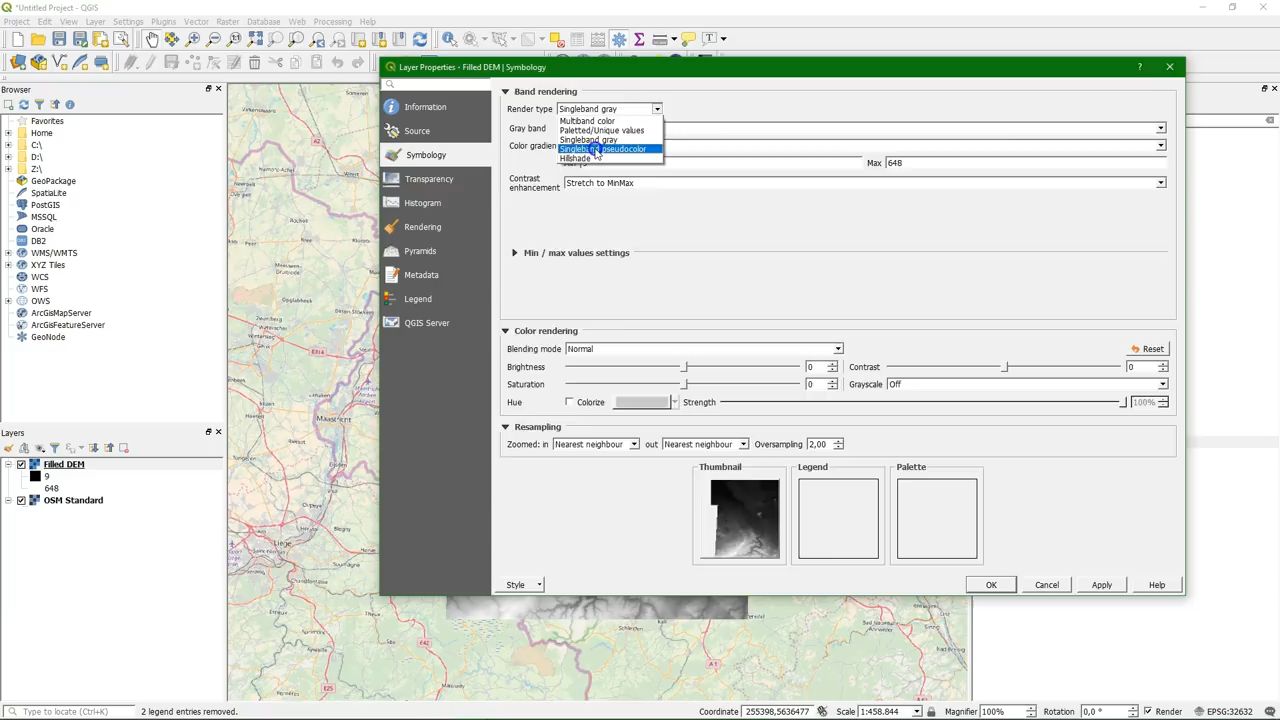 *Untitled Project - QGIS
Project Edit View Layer Settings Plugins Vector Raster Database Web Processing Help
Layer Properties - Filled DEM | Symbology
Browser
Favorites
Home
C:\
D:\
Z:\
GeoPackage
SpatiaLite
PostGIS
MSSQL
Oracle
DB2
WMS/WMTS
XYZ Tiles
WCS
WFS
OWS
ArcGisMapServer
ArcGisFeatureServer
GeoNode
Layers
Filled DEM
9
648
OSM Standard
Information
Source
Symbology
Transparency
Histogram
Rendering
Pyramids
Metadata
Legend
QGIS Server
Band rendering
Render type Singleband gray
Multiband color
Paletted/Unique values
Singleband gray
Singleband pseudocolor
Hillshade
Gray band
Color gradien
Max 648
Contrast enhancement Stretch to MinMax
Min / max values settings
Color rendering
Blending mode Normal Reset
Brightness 0 Contrast 0
Saturation 0 Grayscale Off
Hue Colorize Strength 100%
Resampling
Zoomed: in Nearest neighbour out Nearest neighbour Oversampling 2,00
Thumbnail Legend Palette
Style OK Cancel Apply Help
Maastricht
Liège
Type to locate (Ctrl+K) 2 legend entries removed. Coordinate 255398,5636477 Scale 1:458.844 Magnifier 100% Rotation 0,0 ° Render EPSG:32632